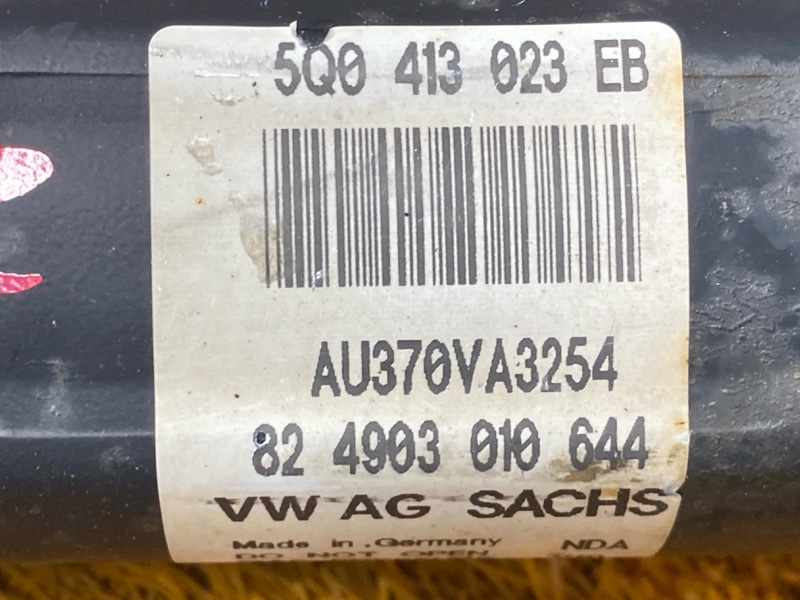 5Q0 413 023 EB
AU370VA3254
82 4903 010 644
VW AG SACHS
Made in Germany NDA
DO NOT OPEN